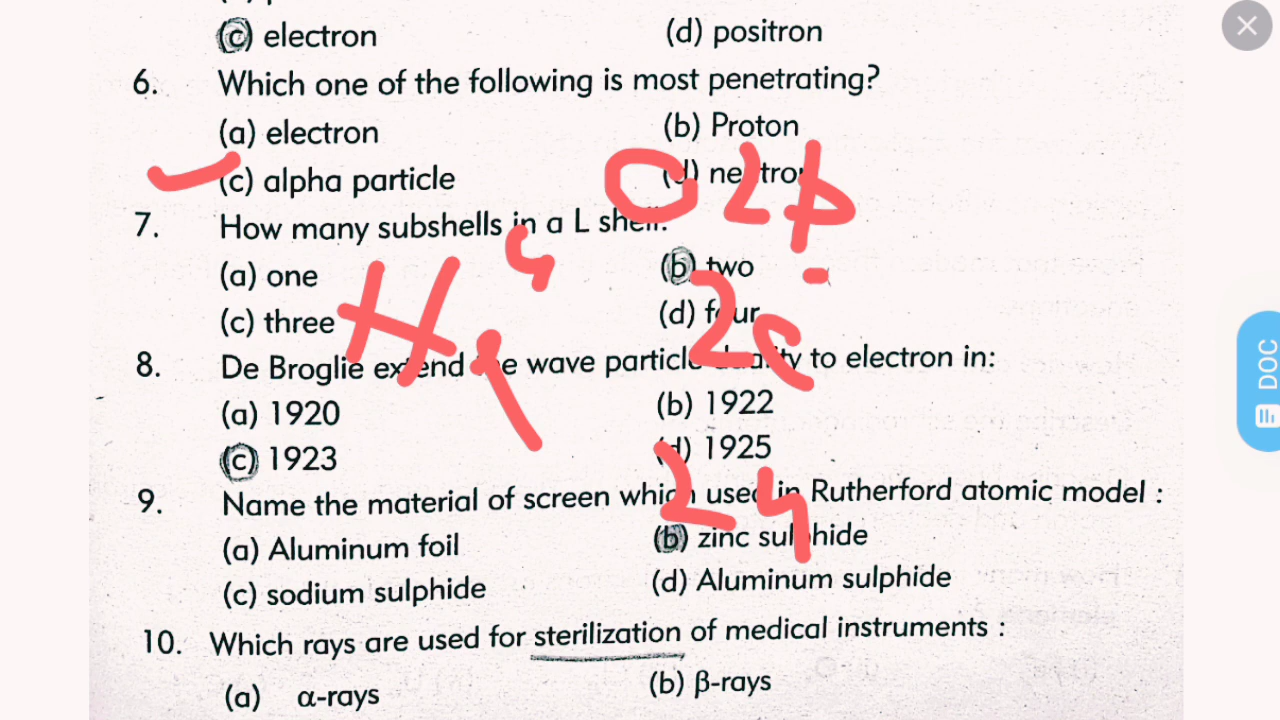 (c) electron (d) positron
6. Which one of the following is most penetrating?
(a) electron (b) Proton
(c) alpha particle (d) neutron
7. How many subshells in a L shell.
(a) one (b) two
(c) three (d) four
8. De Broglie extend the wave particle duality to electron in:
(a) 1920 (b) 1922
(c) 1923 (d) 1925
9. Name the material of screen which used in Rutherford atomic model :
(a) Aluminum foil (b) zinc sulphide
(c) sodium sulphide (d) Aluminum sulphide
10. Which rays are used for sterilization of medical instruments :
(a) α-rays (b) β-rays
DOC